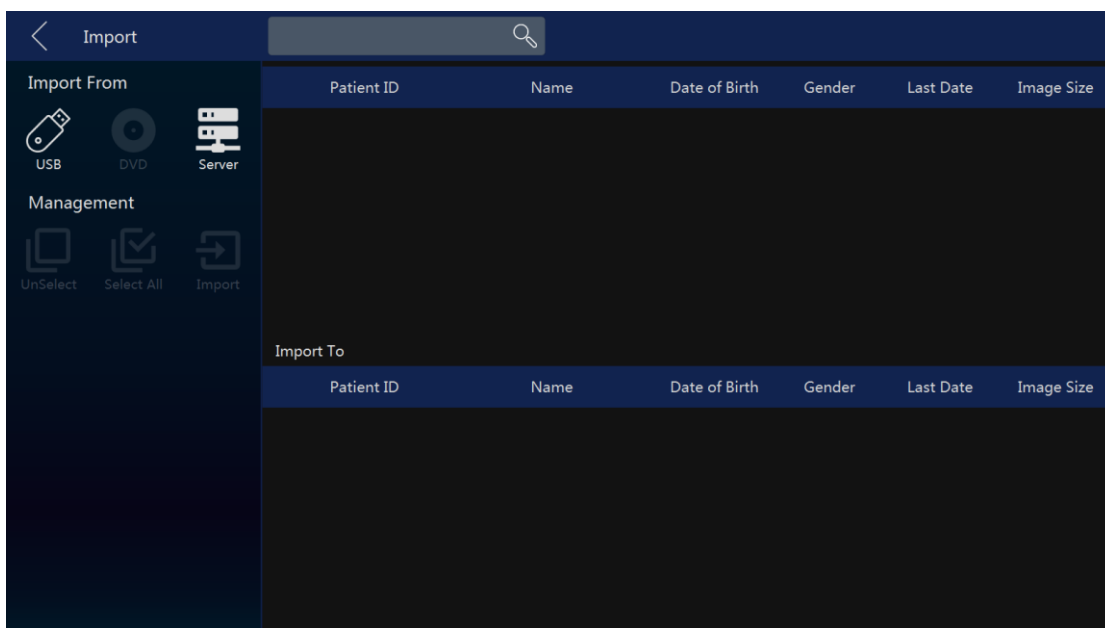 Import
Import From
USB DVD Server
Management
UnSelect Select All Import
Patient ID Name Date of Birth Gender Last Date Image Size
Import To
Patient ID Name Date of Birth Gender Last Date Image Size